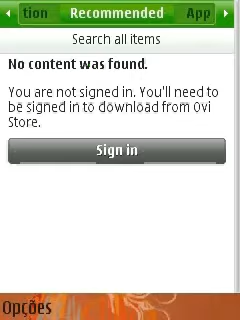 tion Recommended App
Search all items
No content was found.
You are not signed in. You'll need to
be signed in to download from Ovi
Store.
Sign in
Opções